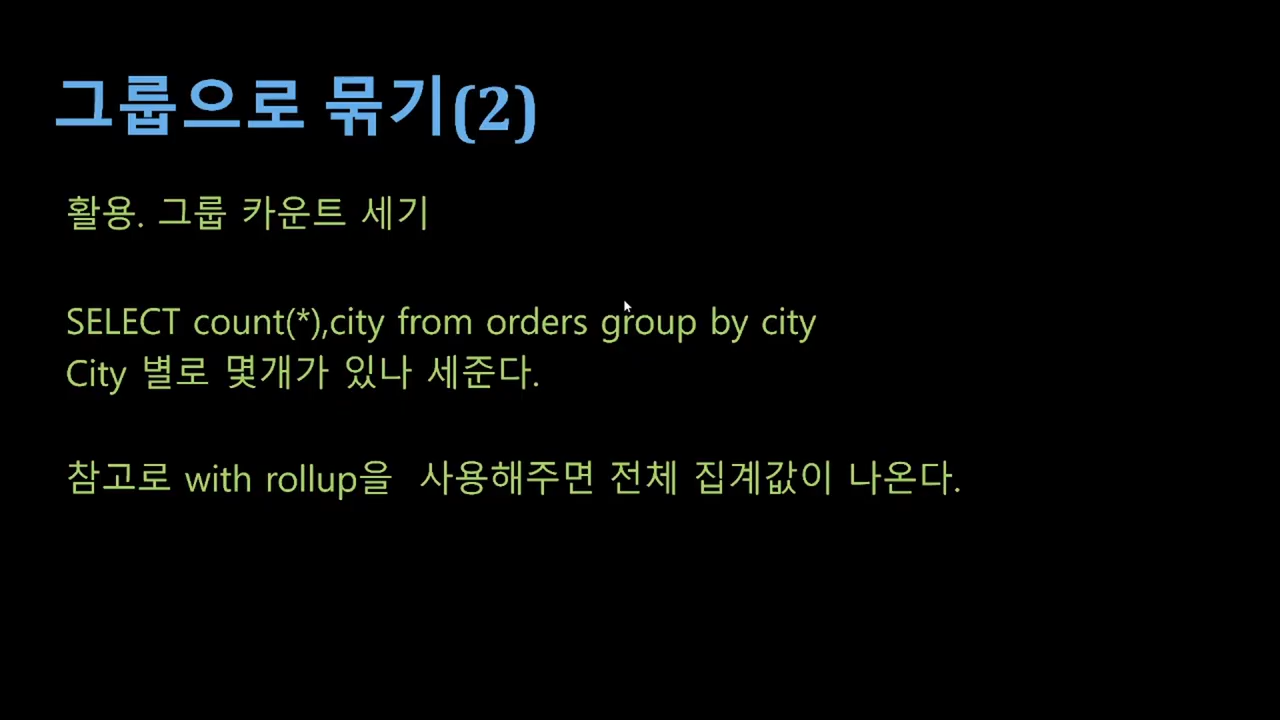 그룹으로 묶기(2)
활용. 그룹 카운트 세기
SELECT count(*),city from orders group by city
City 별로 몇개가 있나 세준다.
참고로 with rollup을  사용해주면 전체 집계값이 나온다.